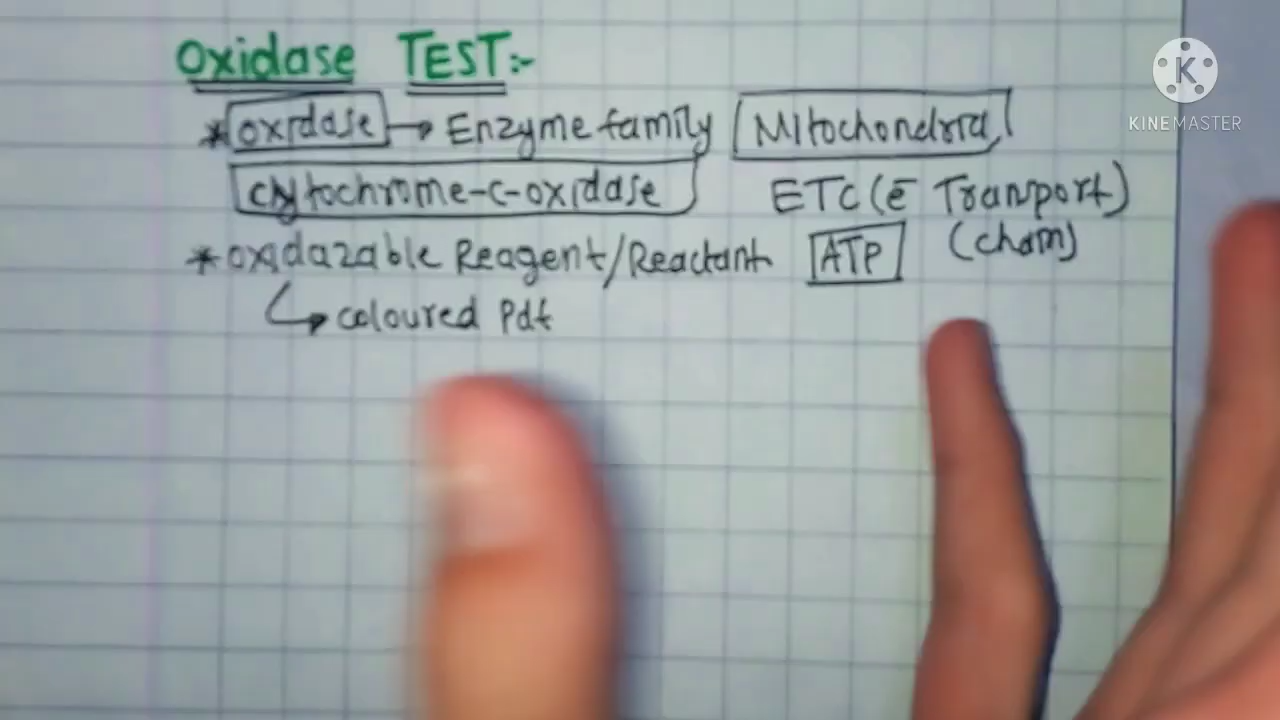 Oxidase TEST:-
* oxidase → Enzyme family Mitochondria
cytochrome-c-oxidase ETC (ē Transport)
(chain)
* oxidazable Reagent/Reactant ATP
↳ coloured Pdt
K
KINEMASTER